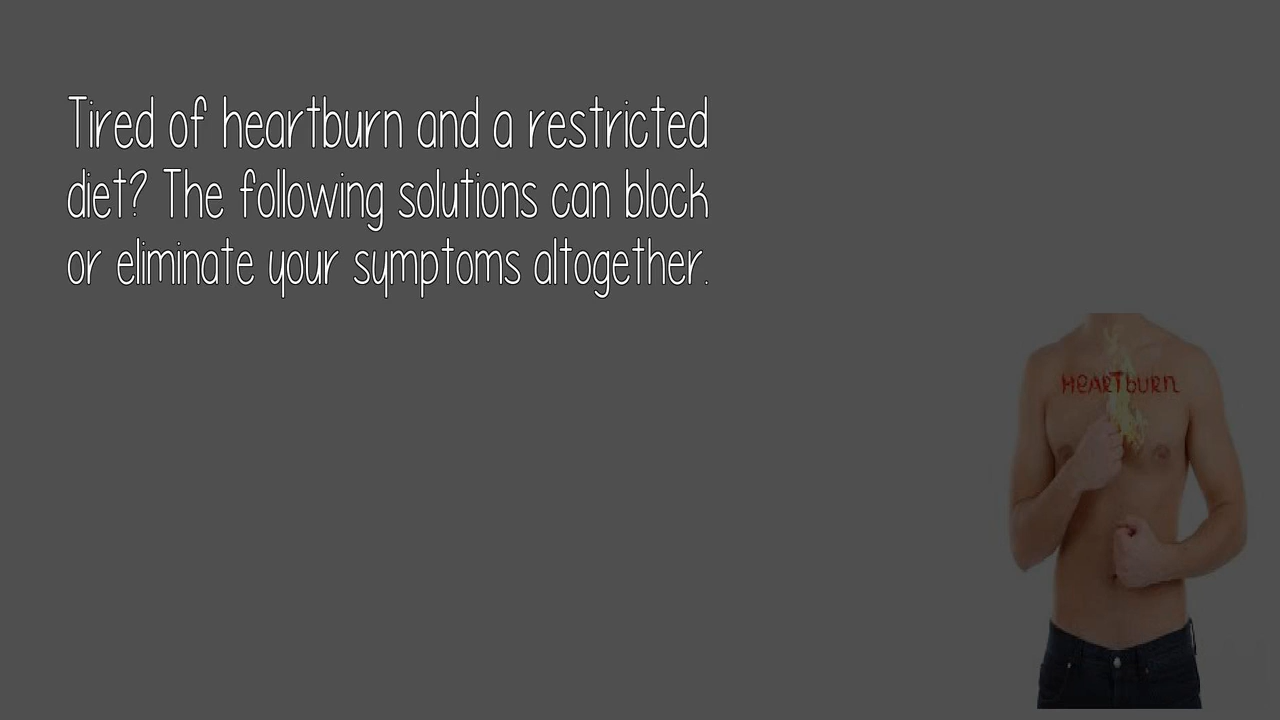 Tired of heartburn and a restricted
diet? The following solutions can block
or eliminate your symptoms altogether.
HEARTBURN